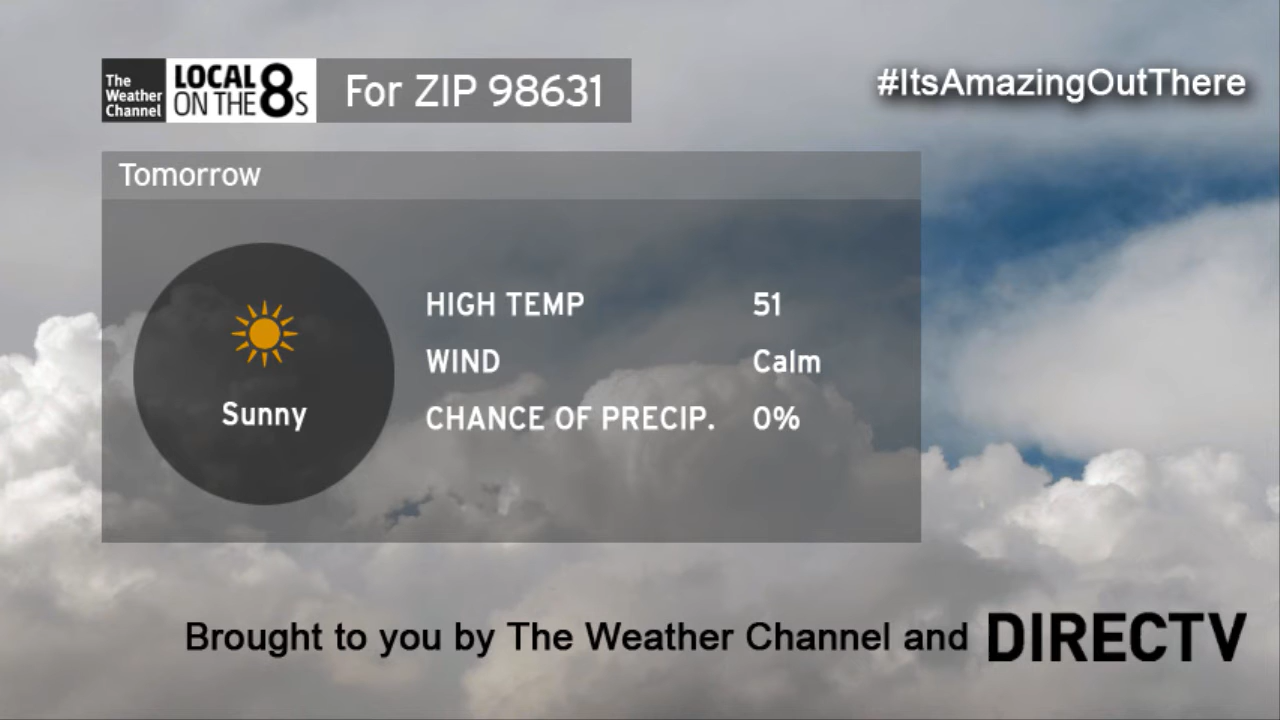 The
Weather
Channel
LOCAL
ON THE 8s
For ZIP 98631
#ItsAmazingOutThere
Tomorrow
Sunny
HIGH TEMP 51
WIND Calm
CHANCE OF PRECIP. 0%
Brought to you by The Weather Channel and DIRECTV